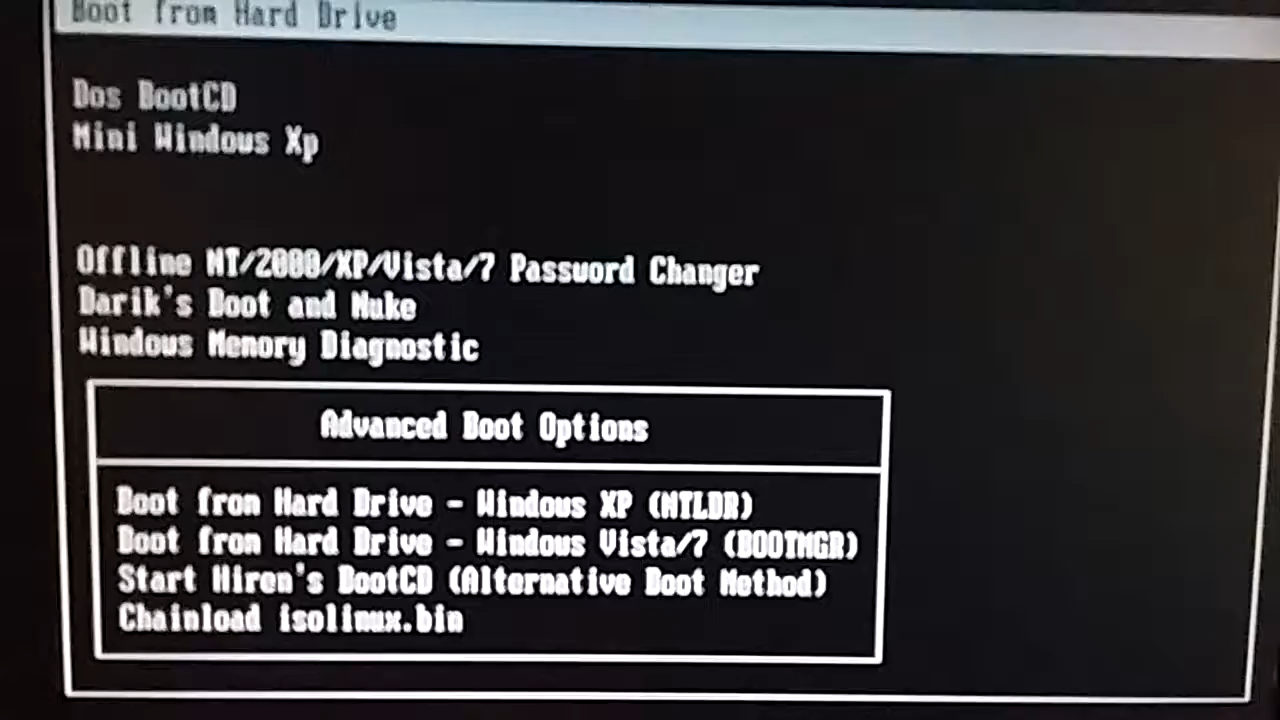 Boot from Hard Drive
Dos BootCD
Mini Windows Xp
Offline NT/2000/XP/Vista/7 Password Changer
Darik's Boot and Nuke
Windows Memory Diagnostic
Advanced Boot Options
Boot from Hard Drive - Windows XP (NTLDR)
Boot from Hard Drive - Windows Vista/7 (BOOTMGR)
Start Hiren's BootCD (Alternative Boot Method)
Chainload isolinux.bin